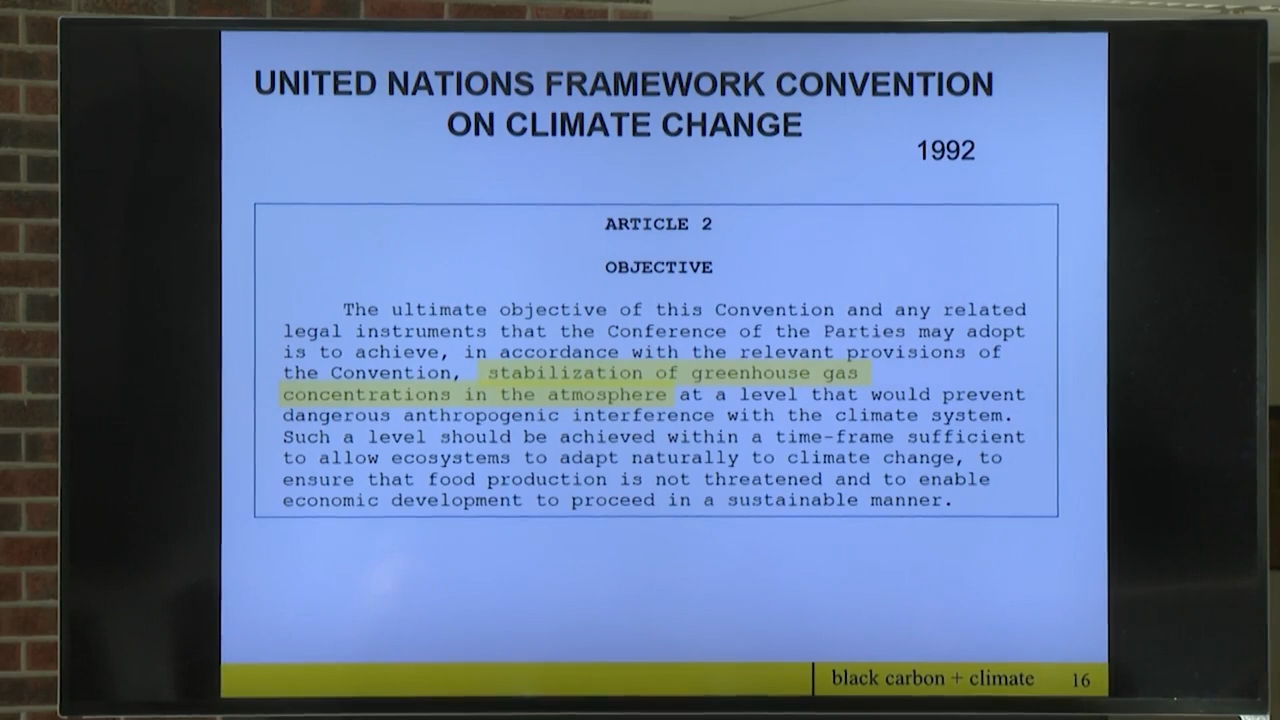 UNITED NATIONS FRAMEWORK CONVENTION
ON CLIMATE CHANGE
1992
ARTICLE 2
OBJECTIVE
The ultimate objective of this Convention and any related
legal instruments that the Conference of the Parties may adopt
is to achieve, in accordance with the relevant provisions of
the Convention, stabilization of greenhouse gas
concentrations in the atmosphere at a level that would prevent
dangerous anthropogenic interference with the climate system.
Such a level should be achieved within a time-frame sufficient
to allow ecosystems to adapt naturally to climate change, to
ensure that food production is not threatened and to enable
economic development to proceed in a sustainable manner.
black carbon + climate 16